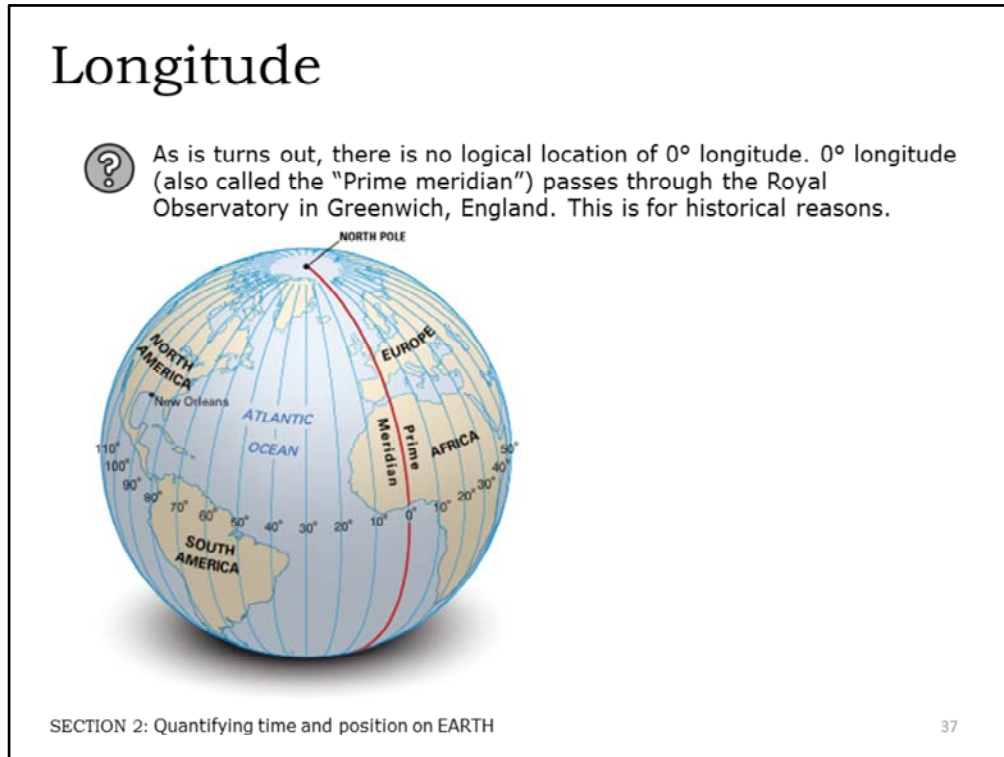 Longitude
?
As is turns out, there is no logical location of 0° longitude. 0° longitude
(also called the “Prime meridian”) passes through the Royal
Observatory in Greenwich, England. This is for historical reasons.
NORTH POLE
NORTH
AMERICA
New Orleans
EUROPE
ATLANTIC
OCEAN
Prime
Meridian
AFRICA
110°
100°
90°
80°
70°
60°
50°
40°
30°
20°
10°
0°
10°
20°
30°
40°
50°
SOUTH
AMERICA
SECTION 2: Quantifying time and position on EARTH
37